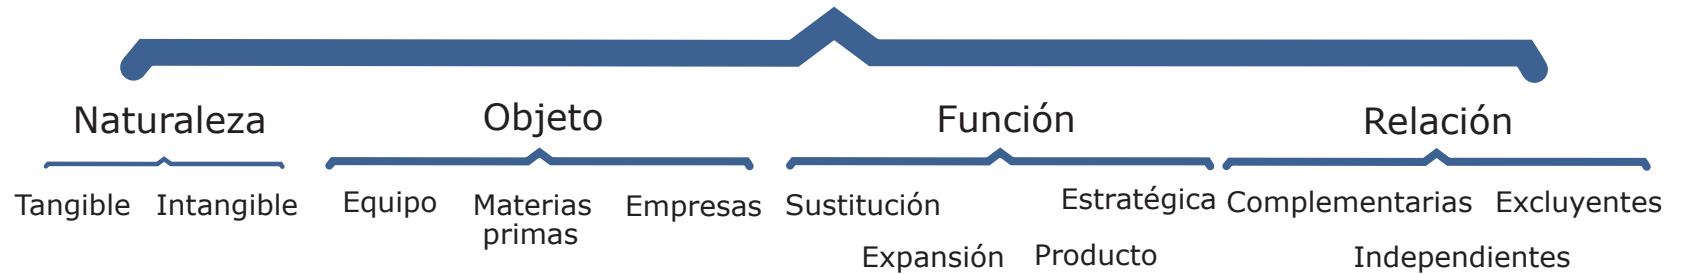 Naturaleza
Objeto
Función
Relación
Tangible
Intangible
Equipo
Materias
primas
Empresas
Sustitución
Estratégica
Expansión
Producto
Complementarias
Excluyentes
Independientes